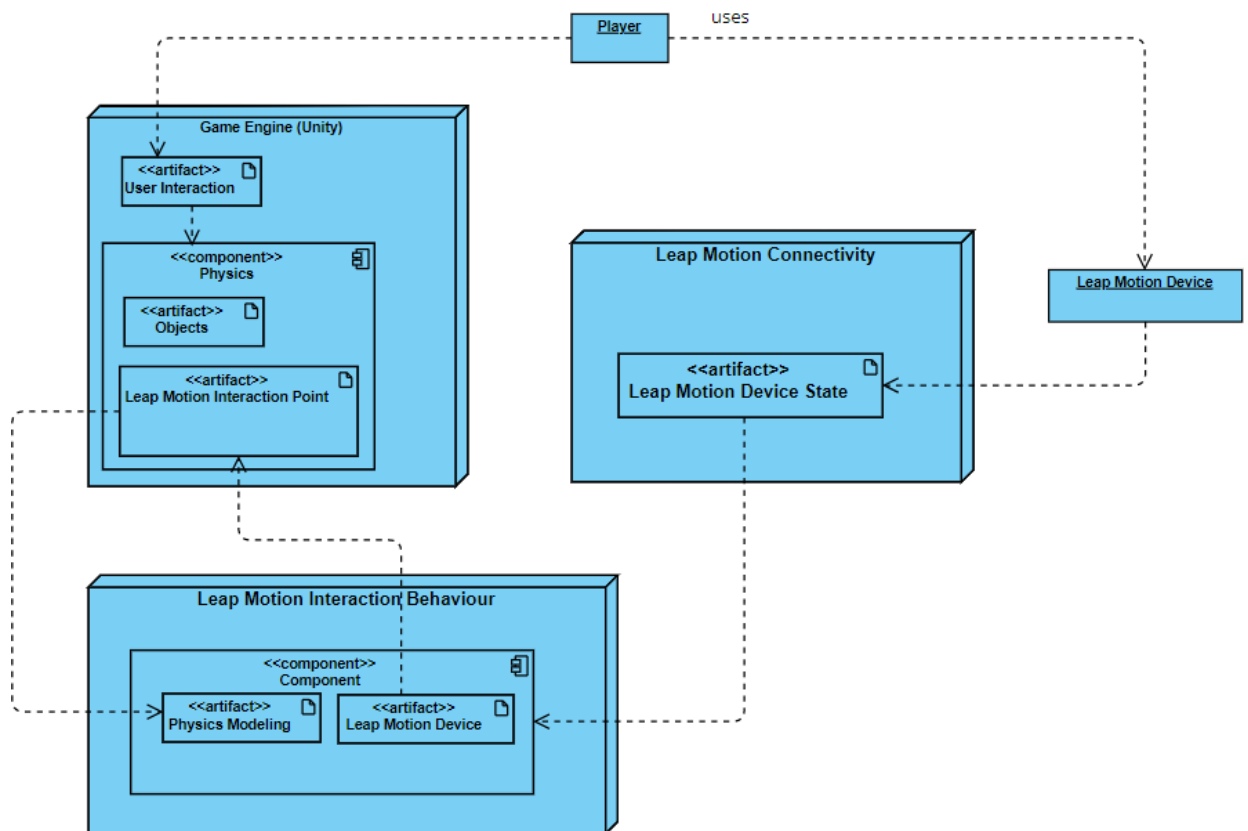 uses
Player
Game Engine (Unity)
<<artifact>>
User Interaction
<<component>>
Physics
<<artifact>>
Objects
<<artifact>>
Leap Motion Interaction Point
Leap Motion Connectivity
<<artifact>>
Leap Motion Device State
Leap Motion Device
Leap Motion Interaction Behaviour
<<component>>
Component
<<artifact>>
Physics Modeling
<<artifact>>
Leap Motion Device